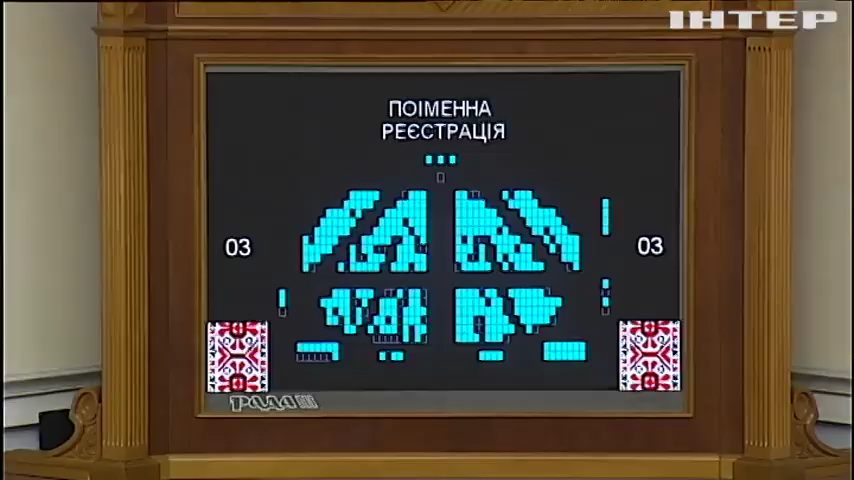 ІНТЕР
ПОІМЕННА
РЕЄСТРАЦІЯ
03
03
РАДА